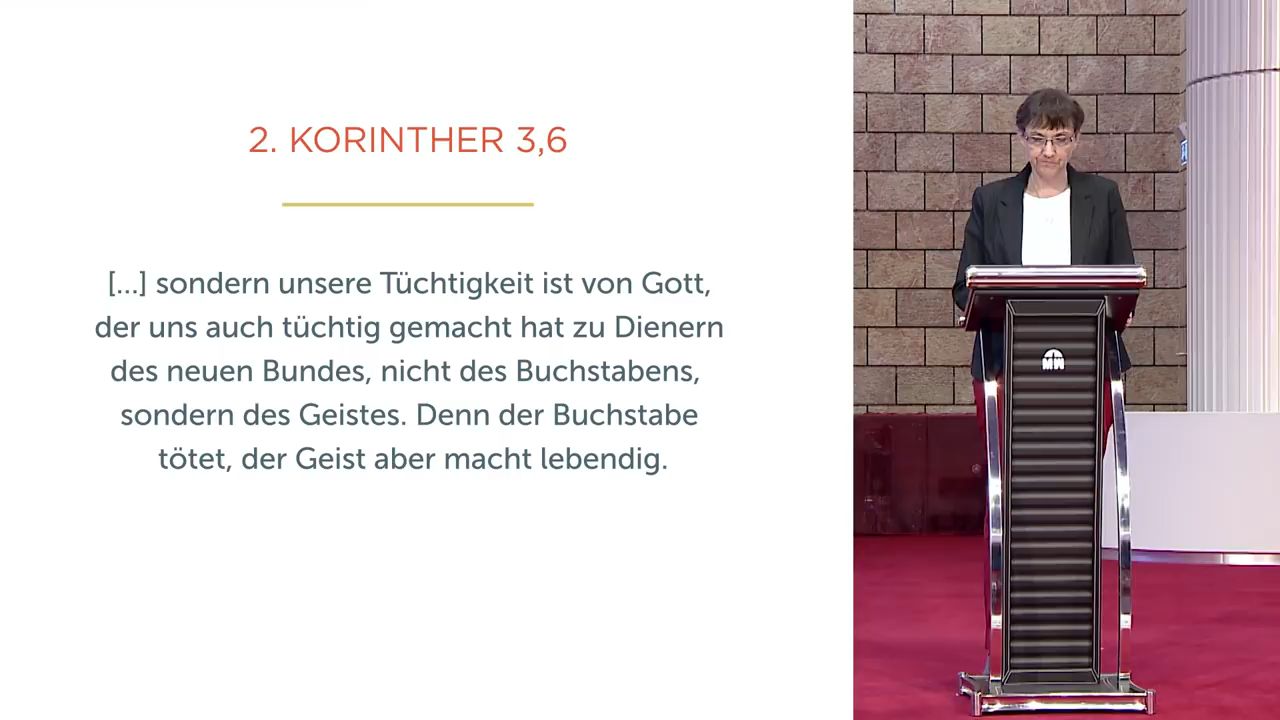 2. KORINTHER 3,6
[...] sondern unsere Tüchtigkeit ist von Gott,
der uns auch tüchtig gemacht hat zu Dienern
des neuen Bundes, nicht des Buchstabens,
sondern des Geistes. Denn der Buchstabe
tötet, der Geist aber macht lebendig.
MW